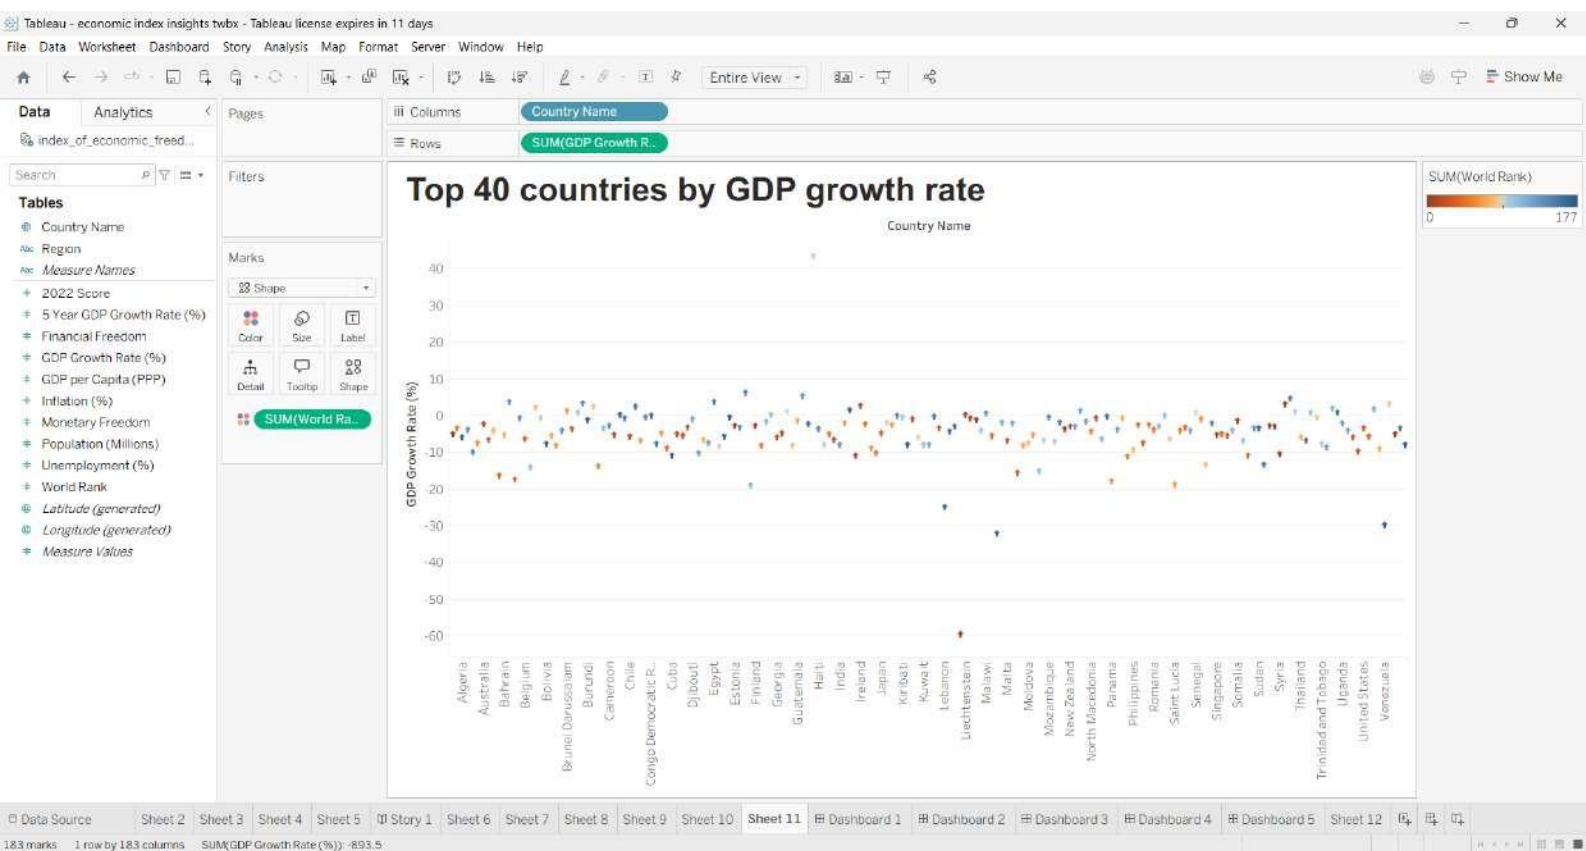 Tableau - economic index insights twbx - Tableau license expires in 11 days
File Data Worksheet Dashboard Story Analysis Map Format Server Window Help
Entire View
Show Me
Data Analytics
Pages
Columns Country Name
index_of_economic_freed...
Rows SUM(GDP Growth R..
Search
Filters
Top 40 countries by GDP growth rate
SUM(World Rank)
0 177
Tables
Country Name
Abc Region
Abc Measure Names
2022 Score
5 Year GDP Growth Rate (%)
Financial Freedom
GDP Growth Rate (%)
GDP per Capita (PPP)
Inflation (%)
Monetary Freedom
Population (Millions)
Unemployment (%)
World Rank
Latitude (generated)
Longitude (generated)
Measure Values
Marks
Shape
Color Size Label
Detail Tooltip Shape
SUM(World Ra..
Country Name
GDP Growth Rate (%)
40
30
20
10
0
-10
-20
-30
-40
-50
-60
Algeria
Australia
Bahrain
Belgium
Bolivia
Brunei Darussalam
Burundi
Cameroon
Chile
Congo Democratic R..
Cuba
Djibouti
Egypt
Estonia
Finland
Georgia
Guatemala
Haiti
India
Ireland
Japan
Kiribati
Kuwait
Lebanon
Liechtenstein
Malawi
Malta
Moldova
Mozambique
New Zealand
North Macedonia
Panama
Philippines
Romania
Saint Lucia
Senegal
Singapore
Somalia
Sudan
Syria
Thailand
Trinidad and Tobago
Uganda
United States
Venezuela
Data Source Sheet 2 Sheet 3 Sheet 4 Sheet 5 Story 1 Sheet 6 Sheet 7 Sheet 8 Sheet 9 Sheet 10 Sheet 11 Dashboard 1 Dashboard 2 Dashboard 3 Dashboard 4 Dashboard 5 Sheet 12
183 marks 1 row by 183 columns SUM(GDP Growth Rate (%)): -893.5